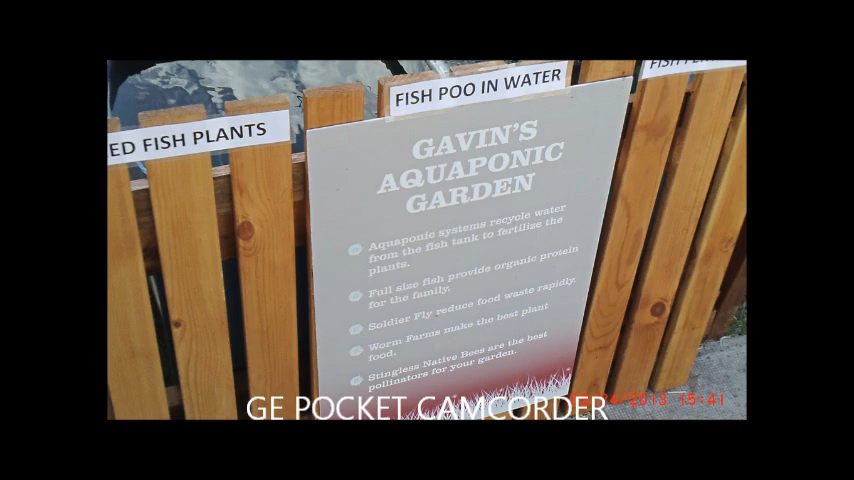 ED FISH PLANTS
FISH POO IN WATER
GAVIN'S
AQUAPONIC
GARDEN
Aquaponic systems recycle water
from the fish tank to fertilize the
plants.
Full size fish provide organic protein
for the family.
Soldier Fly reduce food waste rapidly.
Worm Farms make the best plant
food.
Stingless Native Bees are the best
pollinators for your garden.
GE POCKET CAMCORDER
4/2013 15:41